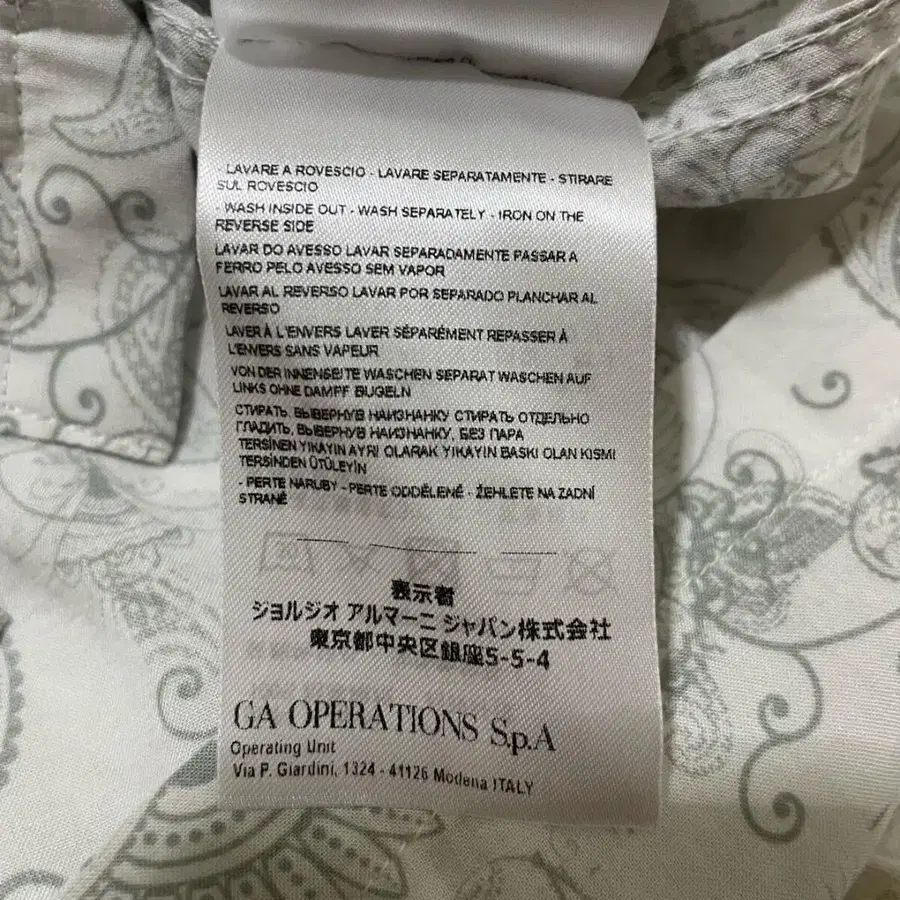 - LAVARE A ROVESCIO - LAVARE SEPARATAMENTE - STIRARE
SUL ROVESCIO
- WASH INSIDE OUT - WASH SEPARATELY - IRON ON THE
REVERSE SIDE
LAVAR DO AVESSO LAVAR SEPARADAMENTE PASSAR A
FERRO PELO AVESSO SEM VAPOR
LAVAR AL REVERSO LAVAR POR SEPARADO PLANCHAR AL
REVERSO
LAVER À L'ENVERS LAVER SÉPARÉMENT REPASSER À
L'ENVERS SANS VAPEUR
VON DER INNENSEITE WASCHEN SEPARAT WASCHEN AUF
LINKS OHNE DAMPF BUGELN
СТИРАТЬ, ВЫВЕРНУВ НАИЗНАНКУ СТИРАТЬ ОТДЕЛЬНО
ГЛАДИТЬ, ВЫВЕРНУВ НАИЗНАНКУ, БЕЗ ПАРА
TERSİNEN YIKAYIN AYRI OLARAK YIKAYIN BASKI OLAN KISMI
TERSİNDEN ÜTÜLEYİN
- PERTE NARUBY - PERTE ODDĚLENĚ - ŽEHLETE NA ZADNÍ
STRANĚ
表示者
ジョルジオ アルマーニ ジャパン株式会社
東京都中央区銀座5-5-4
GA OPERATIONS S.p.A
Operating Unit
Via P. Giardini, 1324 - 41126 Modena ITALY